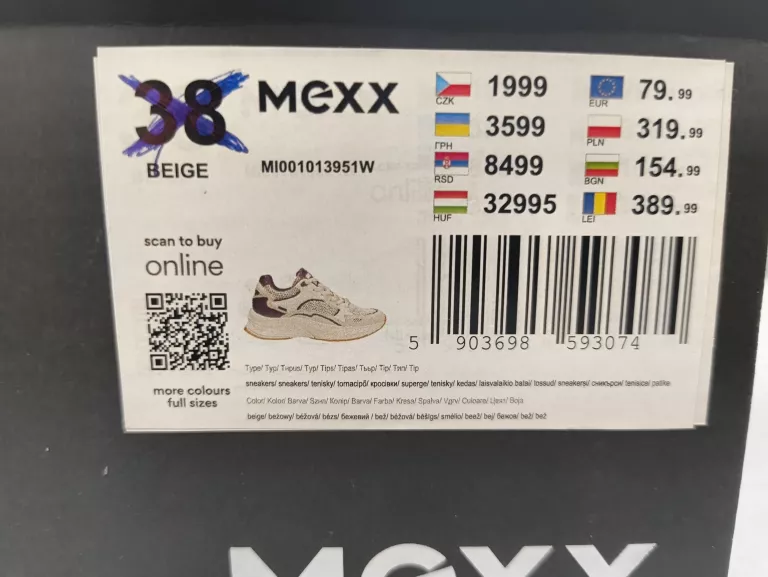 38
BEIGE
MEXX
MI001013951W
CZK 1999
ГРН 3599
RSD 8499
HUF 32995
EUR 79.99
PLN 319.99
BGN 154.99
LEI 389.99
scan to buy
online
more colours
full sizes
5 903698 593074
Type/ Typ/ Типи/ Typ/ Tips/ Tipas/ Тьър/ Tip/ Тип/ Tip
sneakers/ sneakers/ tenisky/ tornacipő/ кросівки/ superge/ tenisky/ kedas/ laisvalaikio batai/ tossud/ sneakers/ сникърси/ tenisice/ patike
Color/ Kolor/ Barva/ Колір/ Barva/ Farba/ Kresa/ Spalva/ Värv/ Culoare/ Цвят/ Boja
beige/ beżowy/ béžová/ bézs/ бежевий/ bež/ béžová/ bēšīgs/ smėlio/ beež/ bej/ бежов/ bež/ bež
MEXX